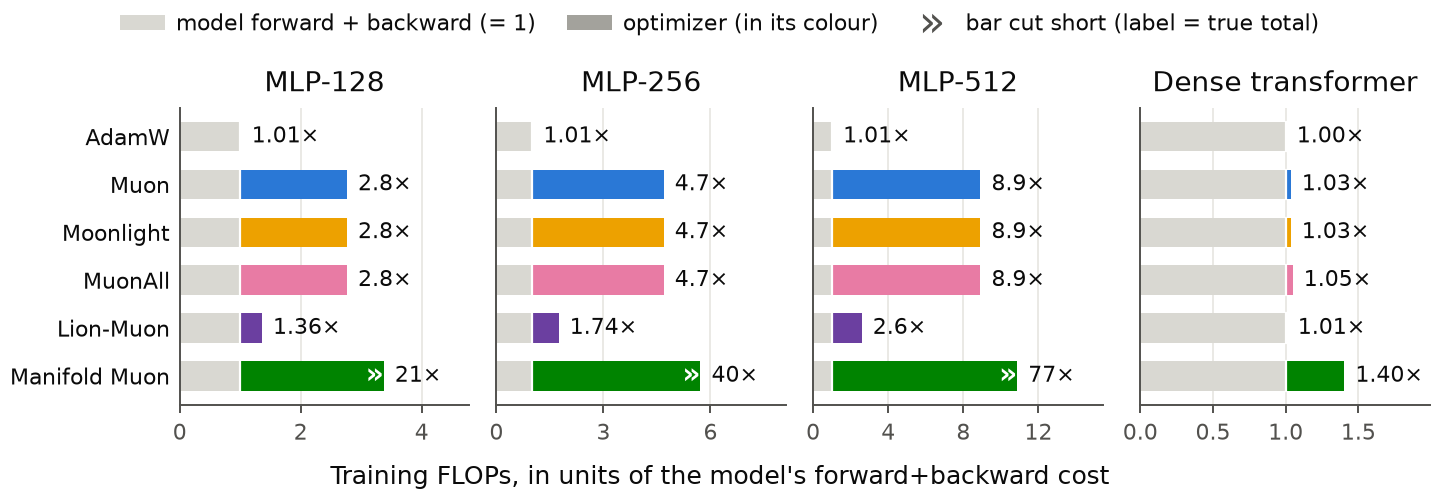 model forward + backward (= 1)
optimizer (in its colour)
» bar cut short (label = true total)
MLP-128
MLP-256
MLP-512
Dense transformer
AdamW 1.01× 1.01× 1.01× 1.00×
Muon 2.8× 4.7× 8.9× 1.03×
Moonlight 2.8× 4.7× 8.9× 1.03×
MuonAll 2.8× 4.7× 8.9× 1.05×
Lion-Muon 1.36× 1.74× 2.6× 1.01×
Manifold Muon » 21× » 40× » 77× 1.40×
0 2 4 0 3 6 0 4 8 12 0.0 0.5 1.0 1.5
Training FLOPs, in units of the model's forward+backward cost